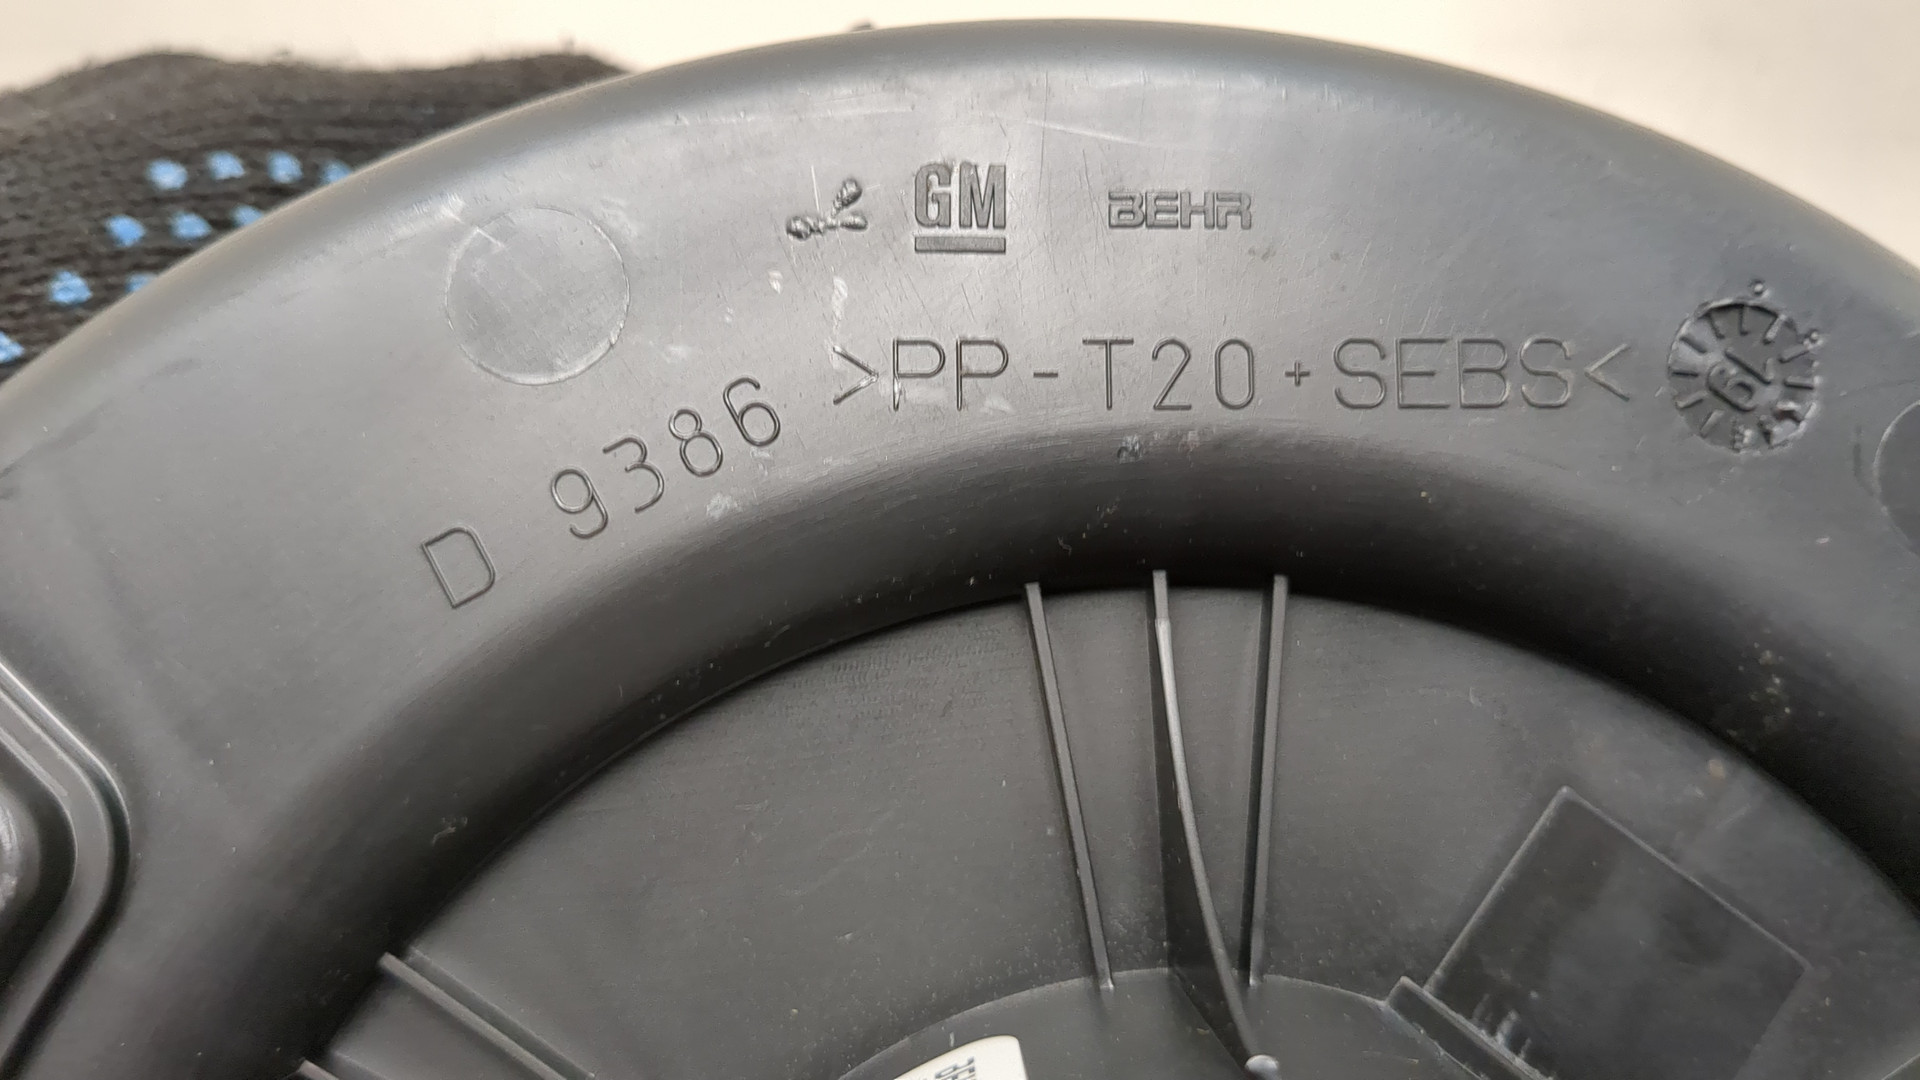 GM BEHR
D 9386 >PP-T20+SEBS<